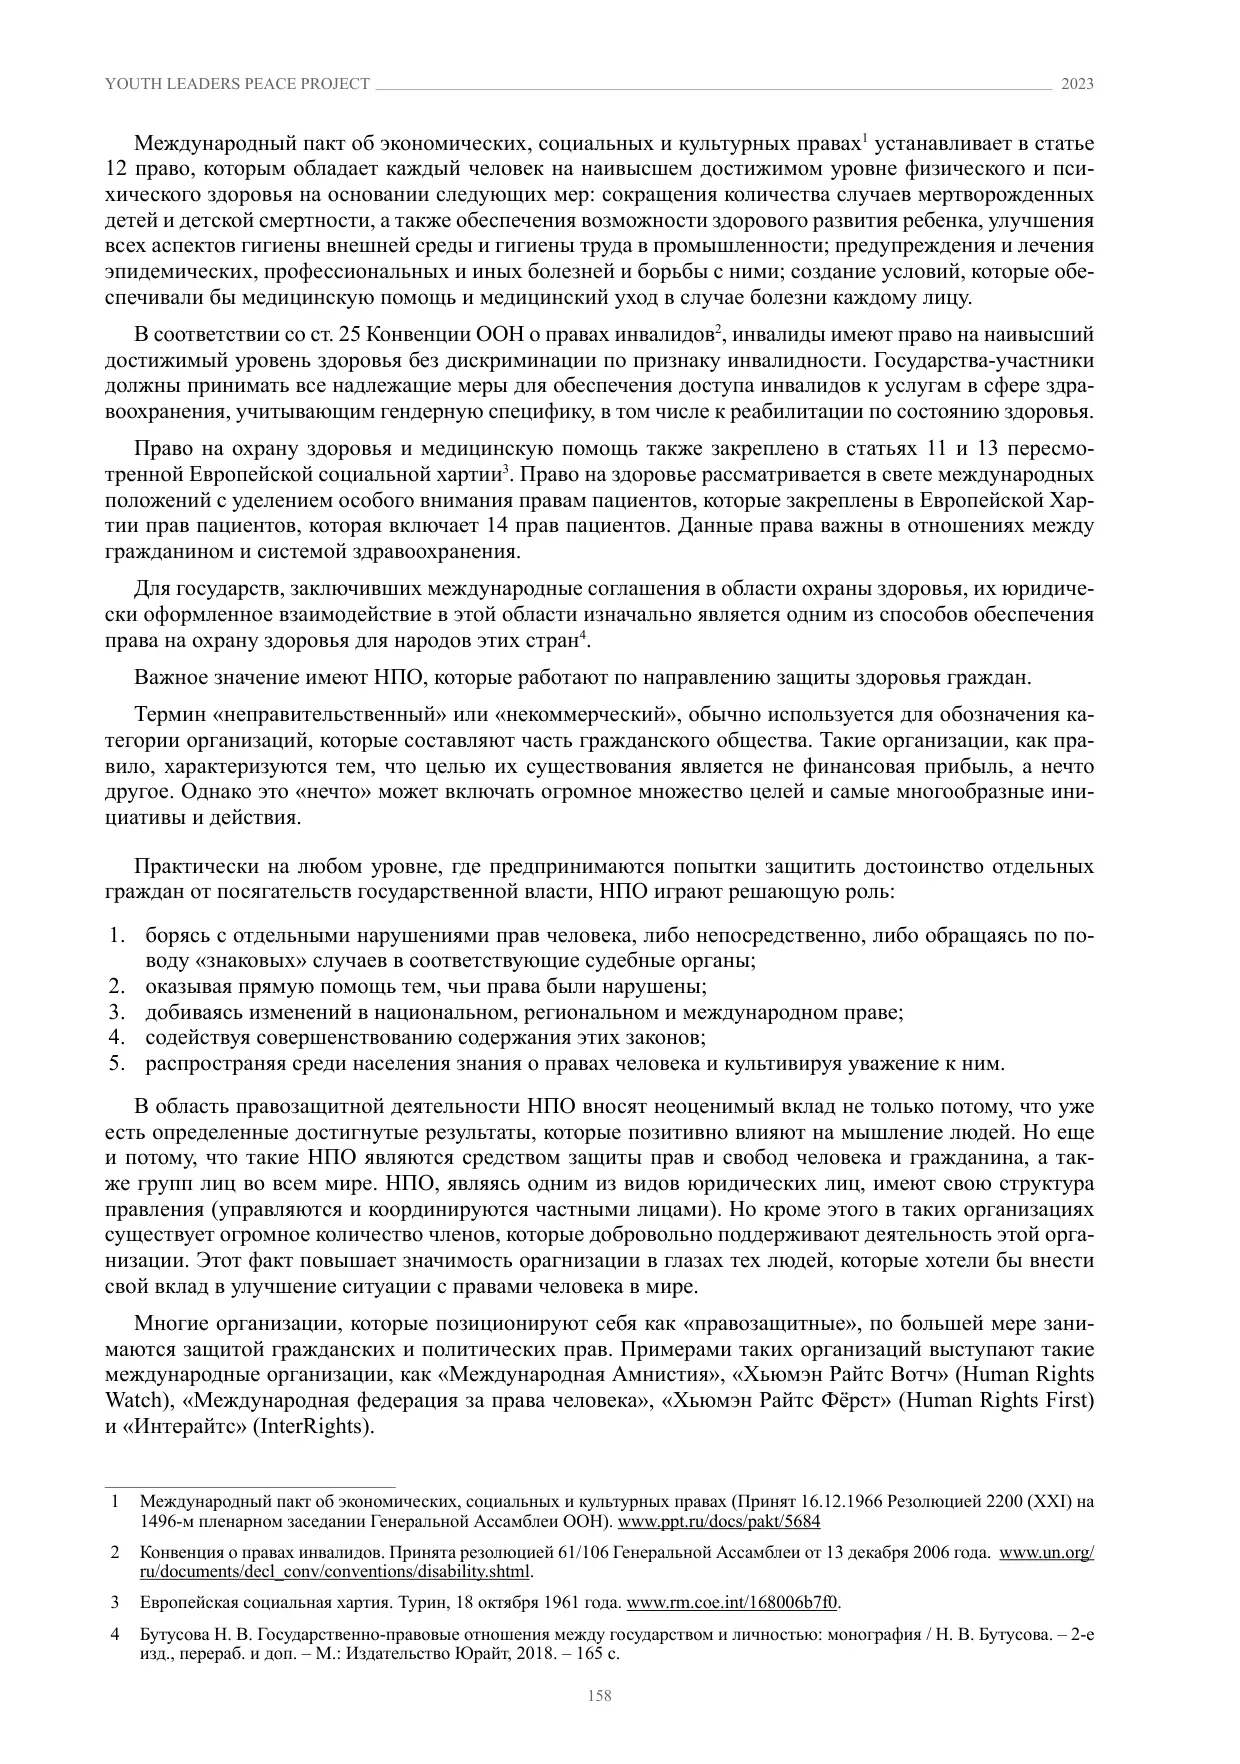 YOUTH LEADERS PEACE PROJECT 2023
Международный пакт об экономических, социальных и культурных правах1 устанавливает в статье
12 право, которым обладает каждый человек на наивысшем достижимом уровне физического и пси-
хического здоровья на основании следующих мер: сокращения количества случаев мертворожденных
детей и детской смертности, а также обеспечения возможности здорового развития ребенка, улучшения
всех аспектов гигиены внешней среды и гигиены труда в промышленности; предупреждения и лечения
эпидемических, профессиональных и иных болезней и борьбы с ними; создание условий, которые обе-
спечивали бы медицинскую помощь и медицинский уход в случае болезни каждому лицу.
В соответствии со ст. 25 Конвенции ООН о правах инвалидов2, инвалиды имеют право на наивысший
достижимый уровень здоровья без дискриминации по признаку инвалидности. Государства-участники
должны принимать все надлежащие меры для обеспечения доступа инвалидов к услугам в сфере здра-
воохранения, учитывающим гендерную специфику, в том числе к реабилитации по состоянию здоровья.
Право на охрану здоровья и медицинскую помощь также закреплено в статьях 11 и 13 пересмо-
тренной Европейской социальной хартии3. Право на здоровье рассматривается в свете международных
положений с уделением особого внимания правам пациентов, которые закреплены в Европейской Хар-
тии прав пациентов, которая включает 14 прав пациентов. Данные права важны в отношениях между
гражданином и системой здравоохранения.
Для государств, заключивших международные соглашения в области охраны здоровья, их юридиче-
ски оформленное взаимодействие в этой области изначально является одним из способов обеспечения
права на охрану здоровья для народов этих стран4.
Важное значение имеют НПО, которые работают по направлению защиты здоровья граждан.
Термин «неправительственный» или «некоммерческий», обычно используется для обозначения ка-
тегории организаций, которые составляют часть гражданского общества. Такие организации, как пра-
вило, характеризуются тем, что целью их существования является не финансовая прибыль, а нечто
другое. Однако это «нечто» может включать огромное множество целей и самые многообразные ини-
циативы и действия.
Практически на любом уровне, где предпринимаются попытки защитить достоинство отдельных
граждан от посягательств государственной власти, НПО играют решающую роль:
1. борясь с отдельными нарушениями прав человека, либо непосредственно, либо обращаясь по по-
воду «знаковых» случаев в соответствующие судебные органы;
2. оказывая прямую помощь тем, чьи права были нарушены;
3. добиваясь изменений в национальном, региональном и международном праве;
4. содействуя совершенствованию содержания этих законов;
5. распространяя среди населения знания о правах человека и культивируя уважение к ним.
В область правозащитной деятельности НПО вносят неоценимый вклад не только потому, что уже
есть определенные достигнутые результаты, которые позитивно влияют на мышление людей. Но еще
и потому, что такие НПО являются средством защиты прав и свобод человека и гражданина, а так-
же групп лиц во всем мире. НПО, являясь одним из видов юридических лиц, имеют свою структура
правления (управляются и координируются частными лицами). Но кроме этого в таких организациях
существует огромное количество членов, которые добровольно поддерживают деятельность этой орга-
низации. Этот факт повышает значимость орагнизации в глазах тех людей, которые хотели бы внести
свой вклад в улучшение ситуации с правами человека в мире.
Многие организации, которые позиционируют себя как «правозащитные», по большей мере зани-
маются защитой гражданских и политических прав. Примерами таких организаций выступают такие
международные организации, как «Международная Амнистия», «Хьюмэн Райтс Вотч» (Human Rights
Watch), «Международная федерация за права человека», «Хьюмэн Райтс Фёрст» (Human Rights First)
и «Интерайтс» (InterRights).
1 Международный пакт об экономических, социальных и культурных правах (Принят 16.12.1966 Резолюцией 2200 (XXI) на
1496-м пленарном заседании Генеральной Ассамблеи ООН). www.ppt.ru/docs/pakt/5684
2 Конвенция о правах инвалидов. Принята резолюцией 61/106 Генеральной Ассамблеи от 13 декабря 2006 года. www.un.org/
ru/documents/decl_conv/conventions/disability.shtml.
3 Европейская социальная хартия. Турин, 18 октября 1961 года. www.rm.coe.int/168006b7f0.
4 Бутусова Н. В. Государственно-правовые отношения между государством и личностью: монография / Н. В. Бутусова. – 2-е
изд., перераб. и доп. – М.: Издательство Юрайт, 2018. – 165 с.
158